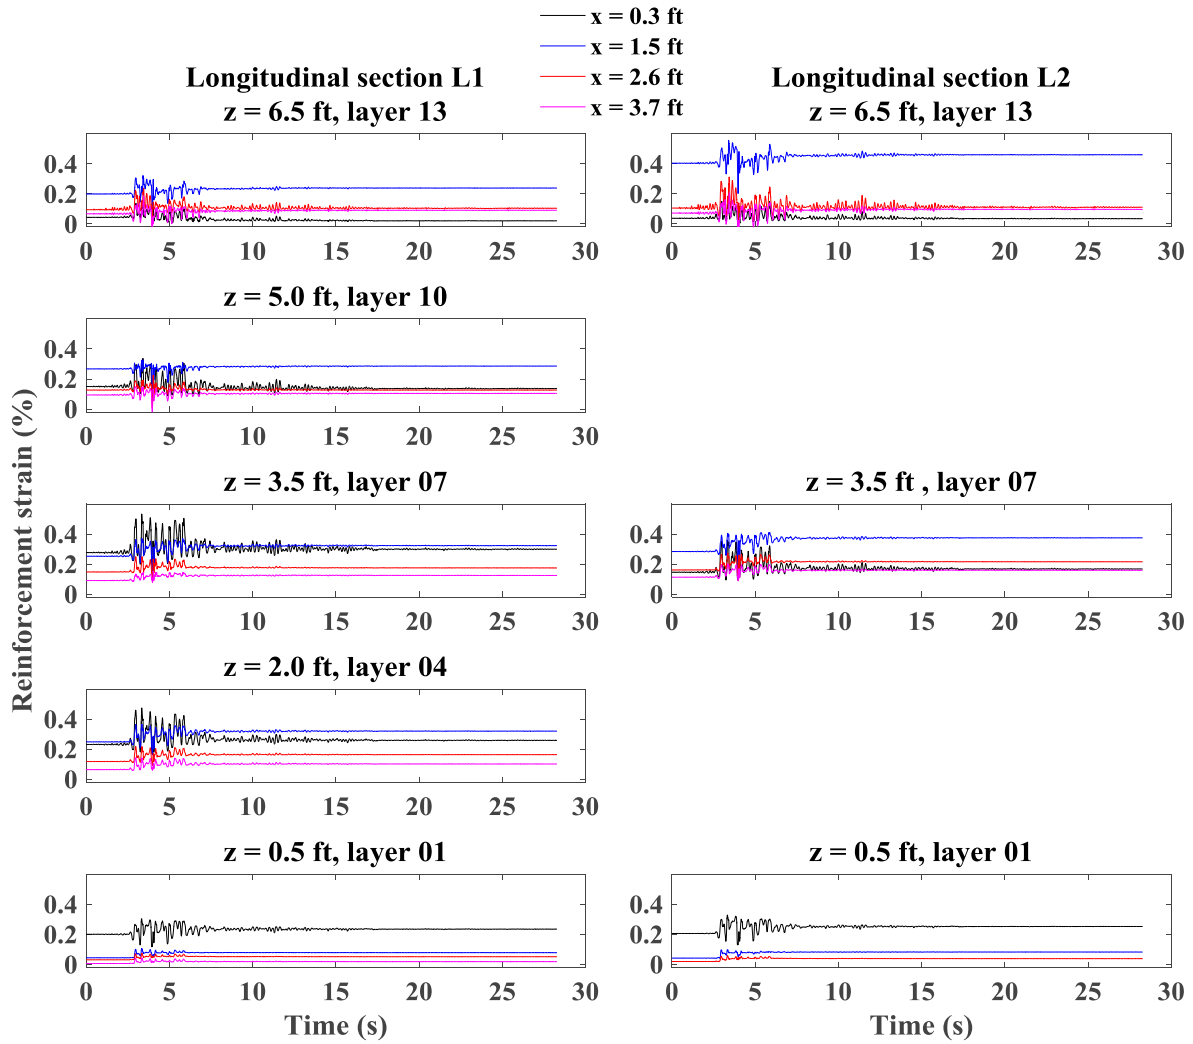 x = 0.3 ft
x = 1.5 ft
x = 2.6 ft
x = 3.7 ft
Longitudinal section L1
z = 6.5 ft, layer 13
Longitudinal section L2
z = 6.5 ft, layer 13
0.4
0.2
0
0 5 10 15 20 25 30
0.4
0.2
0
0 5 10 15 20 25 30
z = 5.0 ft, layer 10
0.4
0.2
0
0 5 10 15 20 25 30
z = 3.5 ft, layer 07
0.4
0.2
0
0 5 10 15 20 25 30
z = 3.5 ft , layer 07
0.4
0.2
0
0 5 10 15 20 25 30
z = 2.0 ft, layer 04
0.4
0.2
0
0 5 10 15 20 25 30
z = 0.5 ft, layer 01
0.4
0.2
0
0 5 10 15 20 25 30
Time (s)
z = 0.5 ft, layer 01
0.4
0.2
0
0 5 10 15 20 25 30
Time (s)
Reinforcement strain (%)